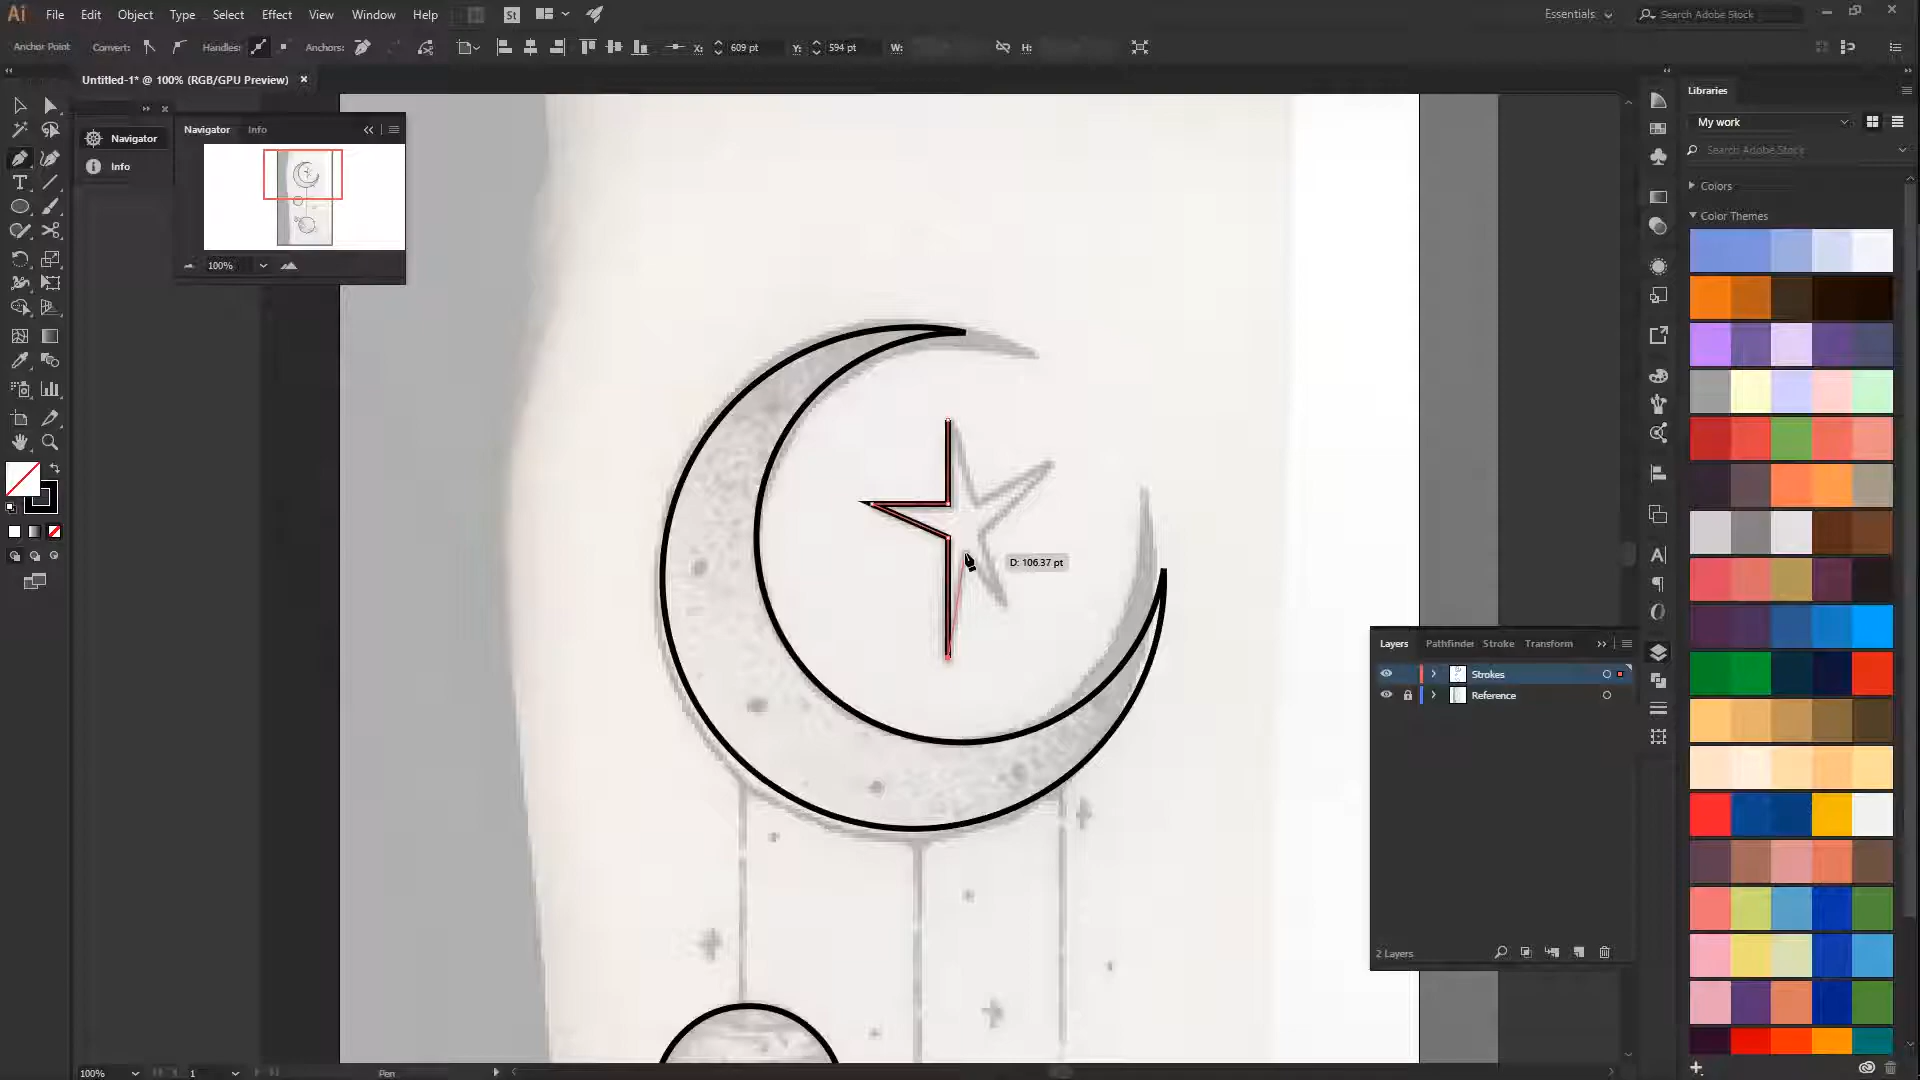 Ai File Edit Object Type Select Effect View Window Help St Essentials Search Adobe Stock
Anchor Point Convert: Handles: Anchors: X: 609 pt Y: 594 pt W: H:
Untitled-1* @ 100% (RGB/GPU Preview)
Navigator
Info
Navigator Info
100%
D: 106.37 pt
Layers Pathfinder Stroke Transform
Strokes
Reference
2 Layers
Libraries
My work
Search Adobe Stock
Colors
Color Themes
100% 1 Pen